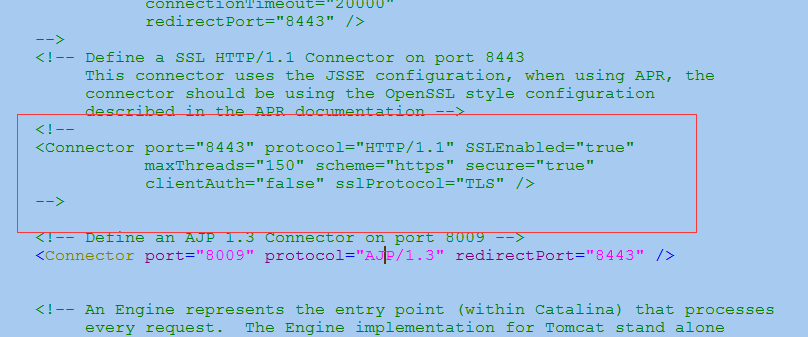 connectionTimeout="20000"
redirectPort="8443" />
-->
<!-- Define a SSL HTTP/1.1 Connector on port 8443
This connector uses the JSSE configuration, when using APR, the
connector should be using the OpenSSL style configuration
described in the APR documentation -->
<!--
<Connector port="8443" protocol="HTTP/1.1" SSLEnabled="true"
maxThreads="150" scheme="https" secure="true"
clientAuth="false" sslProtocol="TLS" />
-->
<!-- Define an AJP 1.3 Connector on port 8009 -->
<Connector port="8009" protocol="AJP/1.3" redirectPort="8443" />
<!-- An Engine represents the entry point (within Catalina) that processes
every request.  The Engine implementation for Tomcat stand alone